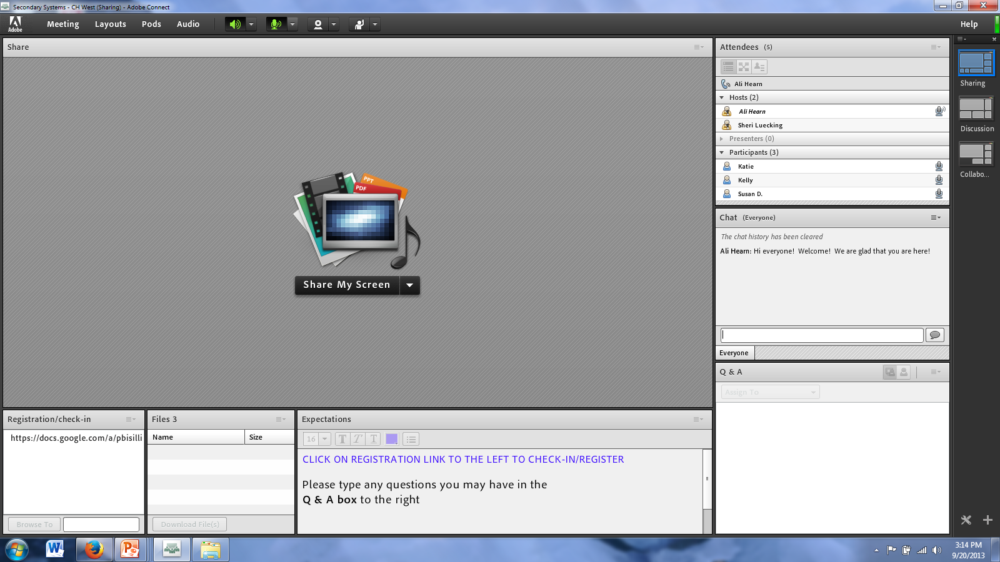 Secondary Systems - CH West (Sharing) - Adobe Connect
Adobe
Meeting
Layouts
Pods
Audio
Help
Share
PPT
PDF
Share My Screen
Attendees (5)
Ali Hearn
Hosts (2)
Ali Hearn
Sheri Luecking
Presenters (0)
Participants (3)
Katie
Kelly
Susan D.
Sharing
Discussion
Collabo...
Chat (Everyone)
The chat history has been cleared
Ali Hearn: Hi everyone! Welcome! We are glad that you are here!
Everyone
Q & A
Assign To
Registration/check-in
https://docs.google.com/a/pbisilli
Browse To
Files 3
Name
Size
Download File(s)
Expectations
16
T T T
CLICK ON REGISTRATION LINK TO THE LEFT TO CHECK-IN/REGISTER
Please type any questions you may have in the
Q & A box to the right
3:14 PM
9/20/2013